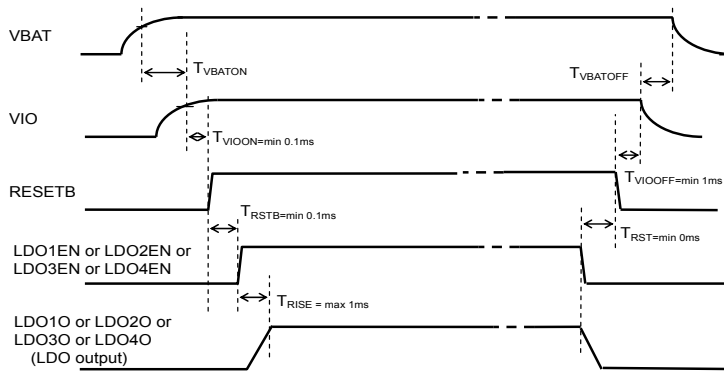 VBAT
TVBATON
TVBATOFF
VIO
TVIOON=min 0.1ms
TVIOOFF=min 1ms
RESETB
TRSTB=min 0.1ms
TRST=min 0ms
LDO1EN or LDO2EN or
LDO3EN or LDO4EN
TRISE = max 1ms
LDO1O or LDO2O or
LDO3O or LDO4O
(LDO output)